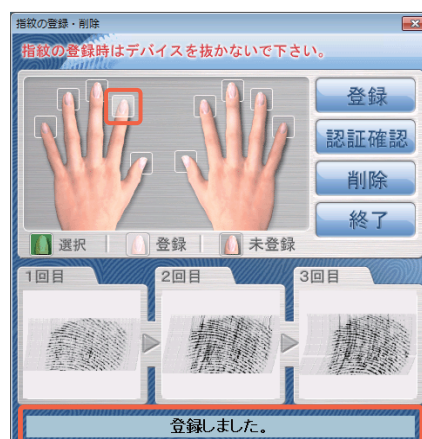 指紋の登録・削除
指紋の登録時はデバイスを抜かないで下さい。
登録
認証確認
削除
終了
選択 登録 未登録
1回目 2回目 3回目
登録しました。